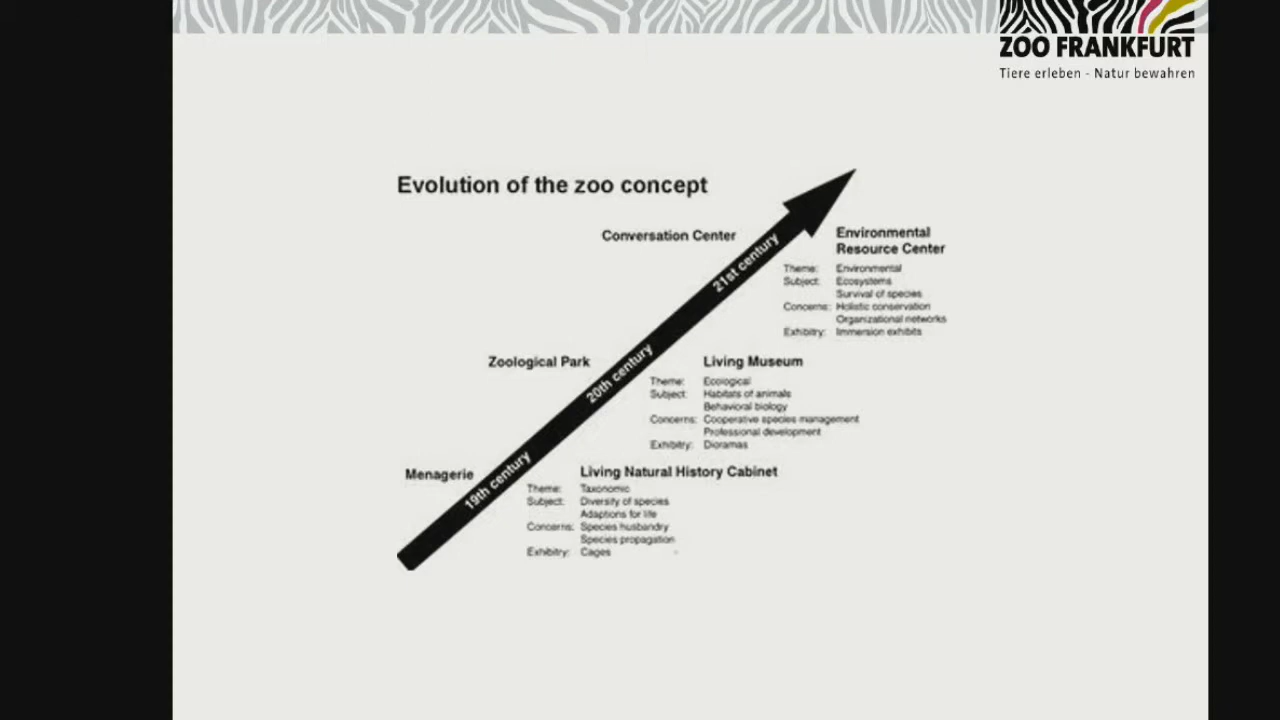 ZOO FRANKFURT
Tiere erleben - Natur bewahren
Evolution of the zoo concept
Conversation Center
21st century
Environmental
Resource Center
Theme: Environmental
Subject: Ecosystems
Survival of species
Concerns: Holistic conservation
Organizational networks
Exhibitry: Immersion exhibits
Zoological Park
20th century
Living Museum
Theme: Ecological
Subject: Habitats of animals
Behavioral biology
Concerns: Cooperative species management
Professional development
Exhibitry: Dioramas
Menagerie
19th century
Living Natural History Cabinet
Theme: Taxonomic
Subject: Diversity of species
Adaptions for life
Concerns: Species husbandry
Species propagation
Exhibitry: Cages